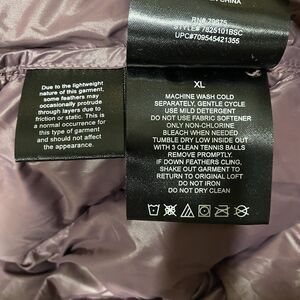 CHINA
RN# 79875
STYLE# 7825101BSC
UPC#709545421355
Due to the lightweight
nature of this garment,
some feathers may
occasionally protrude
through layers due to
friction or static. This is
a normal occurrence for
this type of garment
and should not affect
the appearance.
XL
MACHINE WASH COLD
SEPARATELY, GENTLE CYCLE
USE MILD DETERGENT
DO NOT USE FABRIC SOFTENER
ONLY NON-CHLORINE
BLEACH WHEN NEEDED
TUMBLE DRY LOW INSIDE OUT
WITH 3 CLEAN TENNIS BALLS
REMOVE PROMPTLY.
IF DOWN FEATHERS CLING,
SHAKE OUT GARMENT TO
RETURN TO ORIGINAL LOFT
DO NOT IRON
DO NOT DRY CLEAN